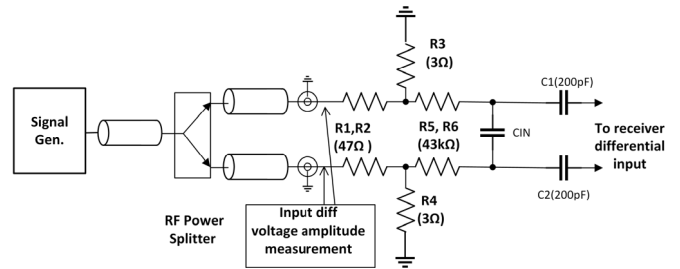 Signal
Gen.
RF Power
Splitter
R1,R2
(47Ω )
R3
(3Ω)
R5, R6
(43kΩ)
R4
(3Ω)
CIN
C1(200pF)
C2(200pF)
To receiver
differential
input
Input diff
voltage amplitude
measurement